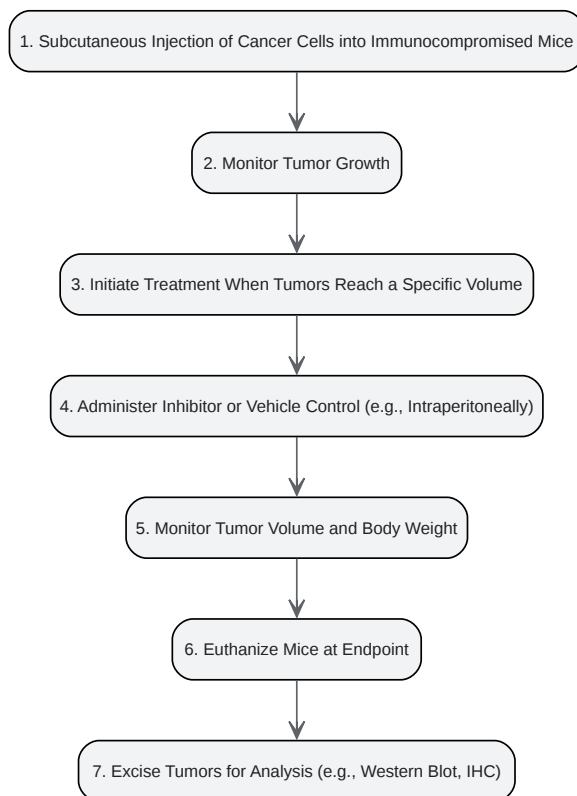 1. Subcutaneous Injection of Cancer Cells into Immunocompromised Mice
2. Monitor Tumor Growth
3. Initiate Treatment When Tumors Reach a Specific Volume
4. Administer Inhibitor or Vehicle Control (e.g., Intraperitoneally)
5. Monitor Tumor Volume and Body Weight
6. Euthanize Mice at Endpoint
7. Excise Tumors for Analysis (e.g., Western Blot, IHC)